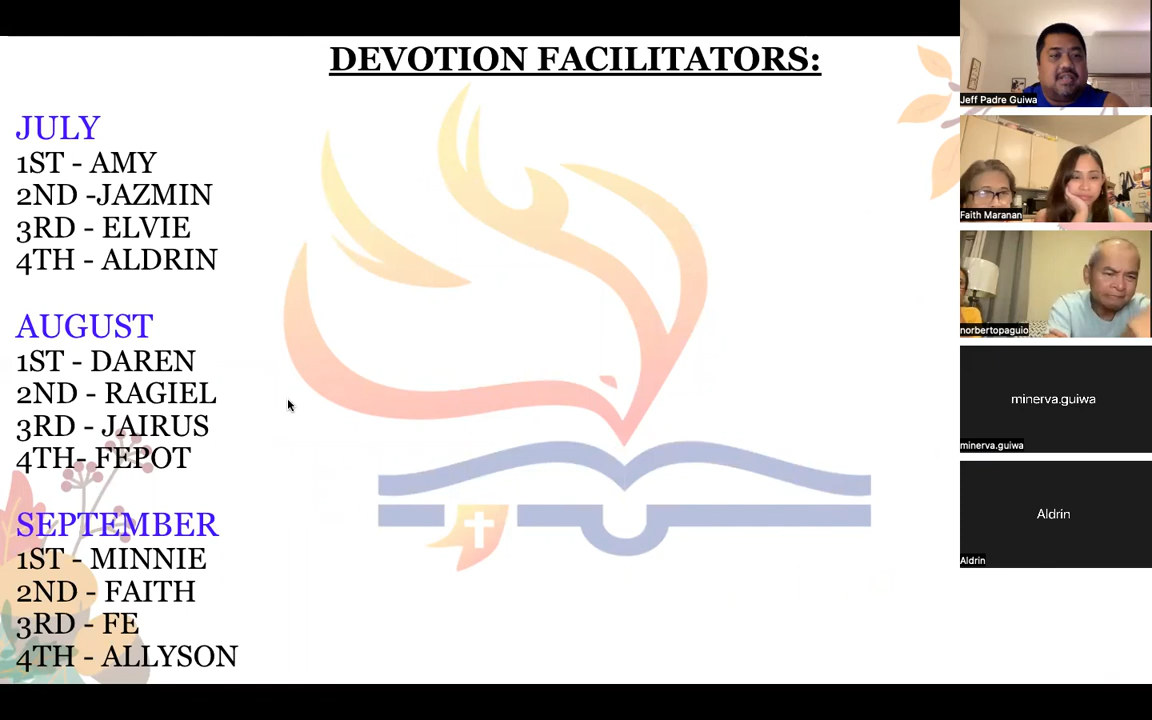 DEVOTION FACILITATORS:
JULY
1ST - AMY
2ND -JAZMIN
3RD - ELVIE
4TH - ALDRIN
AUGUST
1ST - DAREN
2ND - RAGIEL
3RD - JAIRUS
4TH- FEPOT
SEPTEMBER
1ST - MINNIE
2ND - FAITH
3RD - FE
4TH - ALLYSON
Jeff Padre Guiwa
Faith Maranan
norbertopaguio
minerva.guiwa
minerva.guiwa
Aldrin
Aldrin